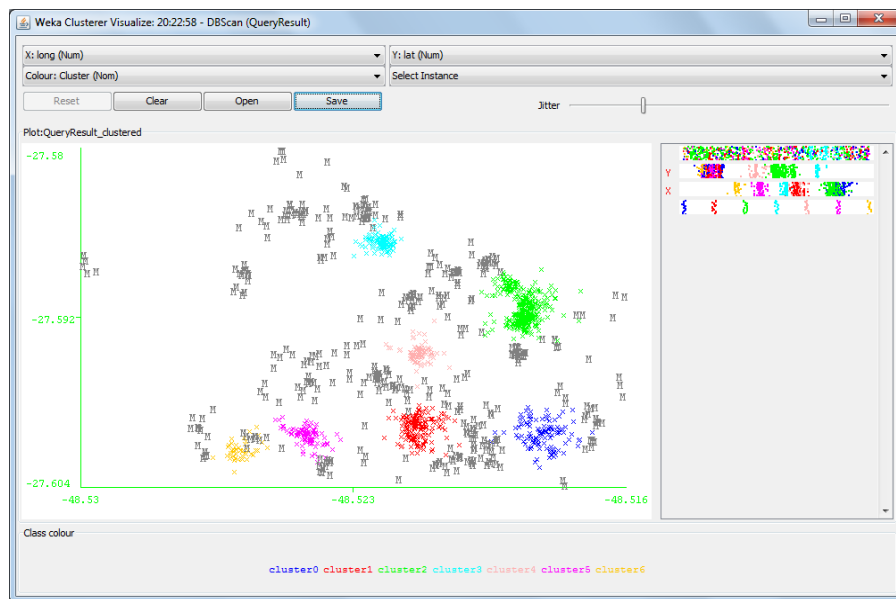 Weka Clusterer Visualize: 20:22:58 - DBScan (QueryResult)
X: long (Num)
Y: lat (Num)
Colour: Cluster (Nom)
Select Instance
Reset
Clear
Open
Save
Jitter
Plot:QueryResult_clustered
-27.58
-27.592
-27.604
-48.53
-48.523
-48.516
Y
X
Class colour
cluster0 cluster1 cluster2 cluster3 cluster4 cluster5 cluster6